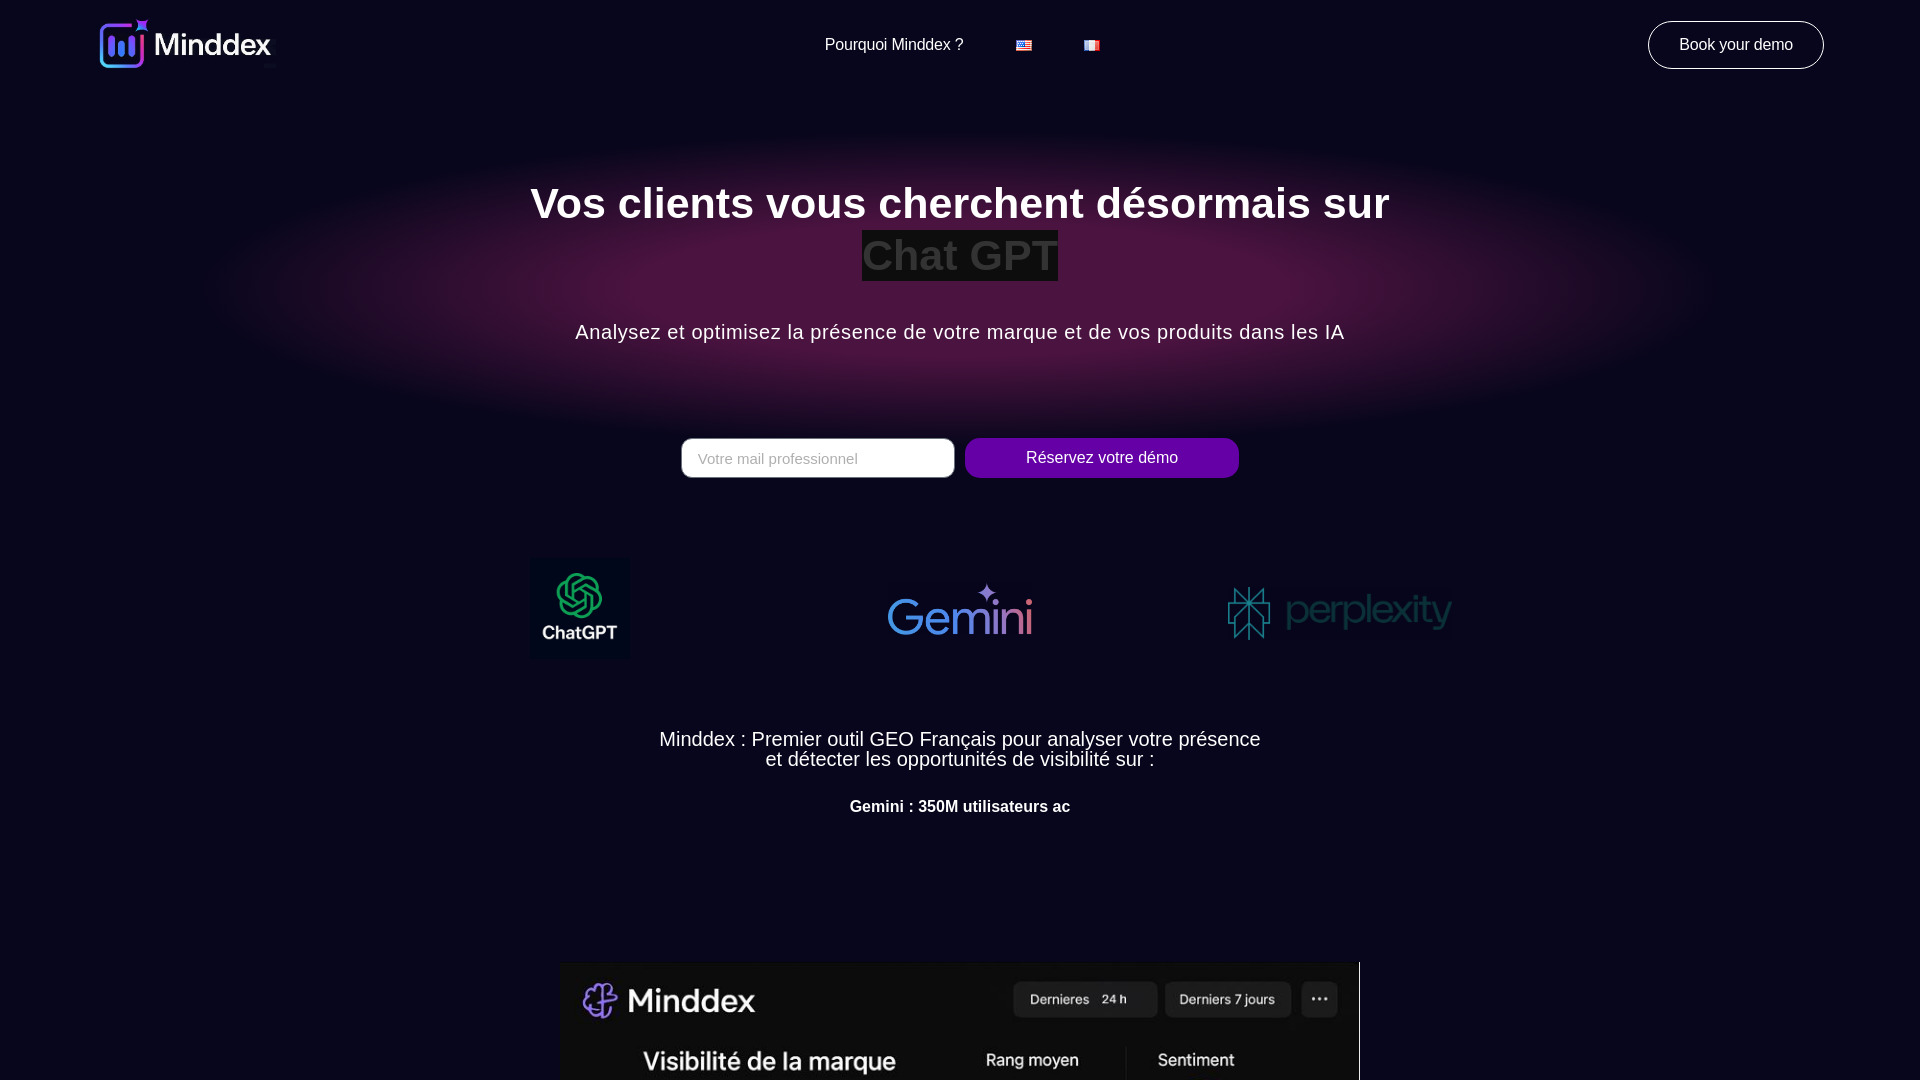 Minddex
Pourquoi Minddex ?
Book your demo
Vos clients vous cherchent désormais sur
Chat GPT
Analysez et optimisez la présence de votre marque et de vos produits dans les IA
Votre mail professionnel
Réservez votre démo
ChatGPT
Gemini
perplexity
Minddex : Premier outil GEO Français pour analyser votre présence
et détecter les opportunités de visibilité sur :
Gemini : 350M utilisateurs ac
Minddex
Dernieres 24 h
Derniers 7 jours
Visibilité de la marque
Rang moyen
Sentiment